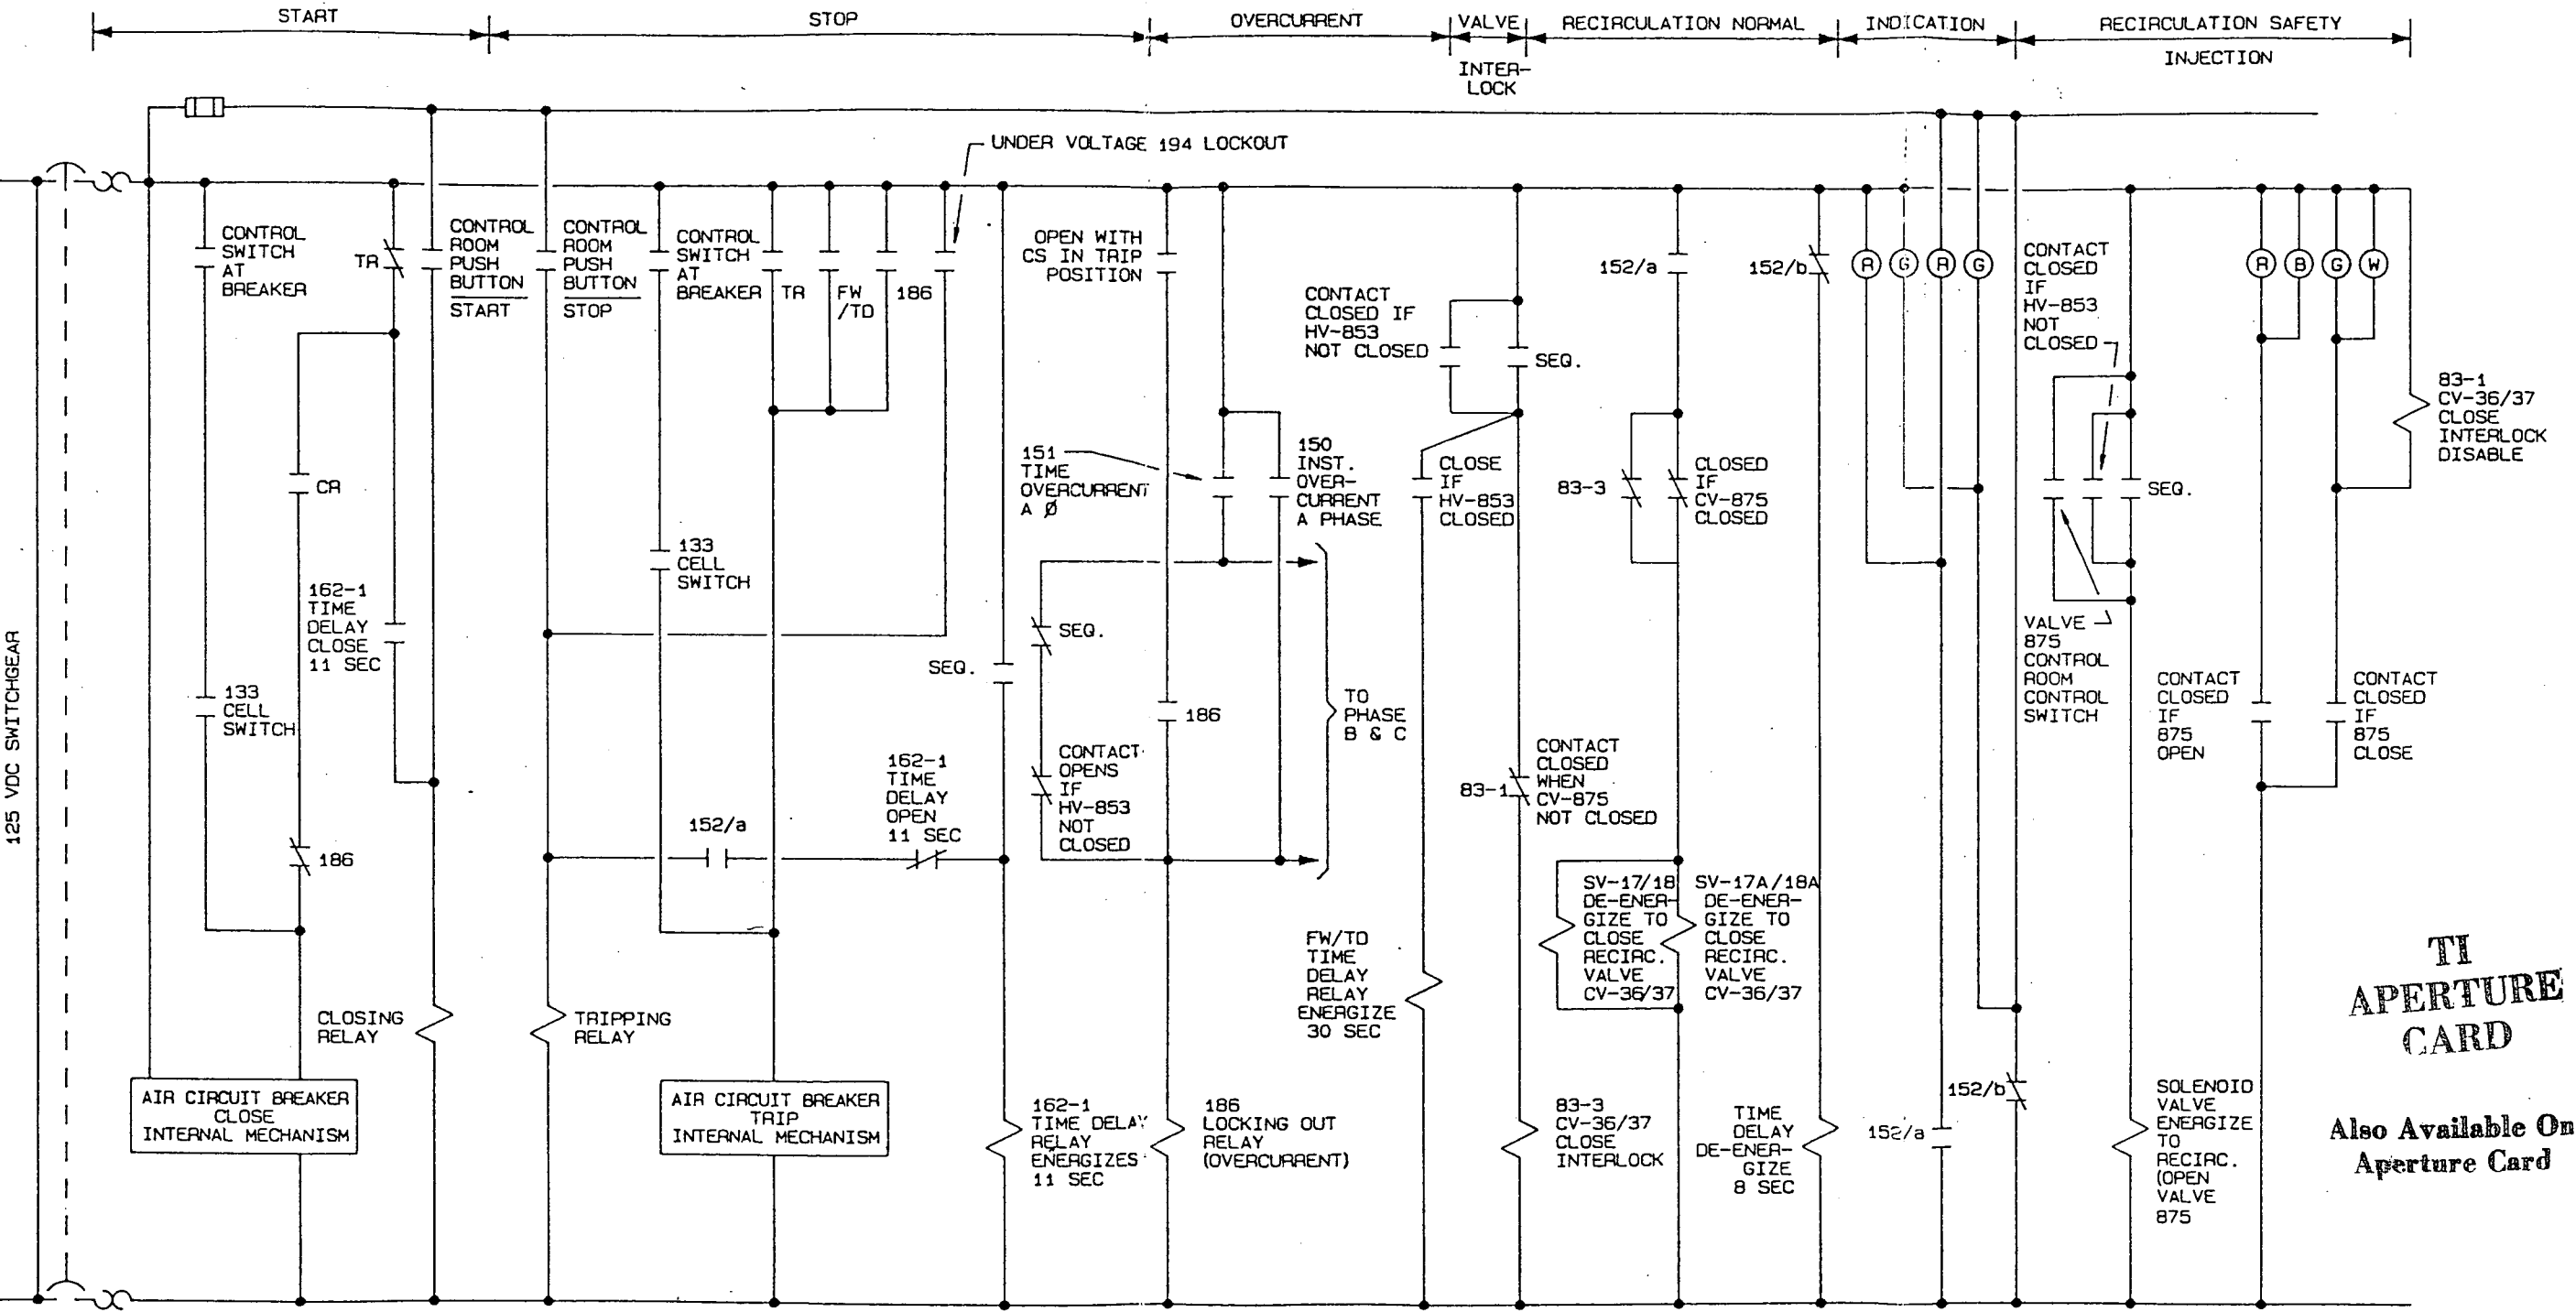 START
STOP
OVERCURRENT
VALVE
INTER-
LOCK
RECIRCULATION NORMAL
INDICATION
RECIRCULATION SAFETY
INJECTION
UNDER VOLTAGE 194 LOCKOUT
125 VDC SWITCHGEAR
CONTROL
SWITCH
AT
BREAKER
TR
CONTROL
ROOM
PUSH
BUTTON
START
CONTROL
ROOM
PUSH
BUTTON
STOP
CONTROL
SWITCH
AT
BREAKER
TR
FW
/TD
186
OPEN WITH
CS IN TRIP
POSITION
CONTACT
CLOSED IF
HV-853
NOT CLOSED
SEQ.
152/a
152/b
R
G
R
G
CONTACT
CLOSED
IF
HV-853
NOT
CLOSED
R
B
G
W
83-1
CV-36/37
CLOSE
INTERLOCK
DISABLE
CR
133
CELL
SWITCH
151
TIME
OVERCURRENT
A Ø
150
INST.
OVER-
CURRENT
A PHASE
CLOSE
IF
HV-853
CLOSED
83-3
CLOSED
IF
CV-875
CLOSED
SEQ.
162-1
TIME
DELAY
CLOSE
11 SEC
133
CELL
SWITCH
SEQ.
SEQ.
186
TO
PHASE
B & C
VALVE
875
CONTROL
ROOM
CONTROL
SWITCH
CONTACT
CLOSED
IF
875
OPEN
CONTACT
CLOSED
IF
875
CLOSE
186
152/a
162-1
TIME
DELAY
OPEN
11 SEC
CONTACT
OPENS
IF
HV-853
NOT
CLOSED
83-1
CONTACT
CLOSED
WHEN
CV-875
NOT CLOSED
SV-17/18
DE-ENER-
GIZE TO
CLOSE
RECIRC.
VALVE
CV-36/37
SV-17A/18A
DE-ENER-
GIZE TO
CLOSE
RECIRC.
VALVE
CV-36/37
FW/TD
TIME
DELAY
RELAY
ENERGIZE
30 SEC
CLOSING
RELAY
TRIPPING
RELAY
TI
APERTURE
CARD
AIR CIRCUIT BREAKER
CLOSE
INTERNAL MECHANISM
AIR CIRCUIT BREAKER
TRIP
INTERNAL MECHANISM
162-1
TIME DELAY
RELAY
ENERGIZES
11 SEC
186
LOCKING OUT
RELAY
(OVERCURRENT)
83-3
CV-36/37
CLOSE
INTERLOCK
TIME
DELAY
DE-ENER-
GIZE
8 SEC
152/a
152/b
SOLENOID
VALVE
ENERGIZE
TO
RECIRC.
(OPEN
VALVE
875
Also Available On
Aperture Card